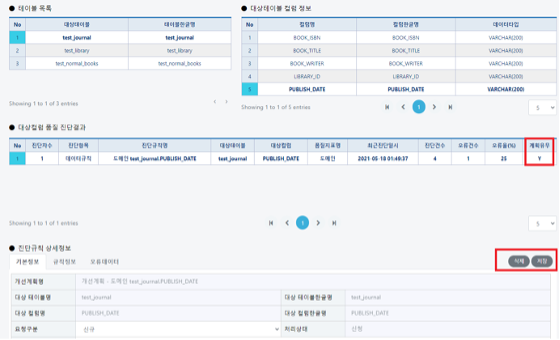 ● 테이블 목록
No 대상테이블 대상테이블한글명
1 test_journal test_journal
2 test_library test_library
3 test_normal_books test_normal_books
Showing 1 to 3 of 3 entries
● 대상테이블 컬럼 정보
No 컬럼명 컬럼한글명 데이터타입
1 BOOK_ISBN BOOK_ISBN VARCHAR(200)
2 BOOK_TITLE BOOK_TITLE VARCHAR(200)
3 BOOK_WRITER BOOK_WRITER VARCHAR(200)
4 LIBRARY_ID LIBRARY_ID VARCHAR(200)
5 PUBLISH_DATE PUBLISH_DATE VARCHAR(200)
Showing 1 to 5 of 5 entries
1
5
● 대상컬럼 품질 진단결과
No 진단차수 진단항목 진단규칙명 대상테이블 대상컬럼 품질지표명 최근진단일시 진단건수 오류건수 오류율(%) 계획유무
1 1 데이터규칙 도메인 test_journal.PUBLISH_DATE test_journal PUBLISH_DATE 도메인 2021-05-18 01:49:37 4 1 25 Y
Showing 1 to 1 of 1 entries
1
5
● 진단규칙 상세정보
기본정보 규칙정보 오류데이터
삭제 저장
개선계획명 개선계획 : 도메인 test_journal.PUBLISH_DATE
대상 테이블명 test_journal 대상 테이블한글명 test_journal
대상 컬럼명 PUBLISH_DATE 대상 컬럼한글명 PUBLISH_DATE
요청구분 신규 처리상태 신청